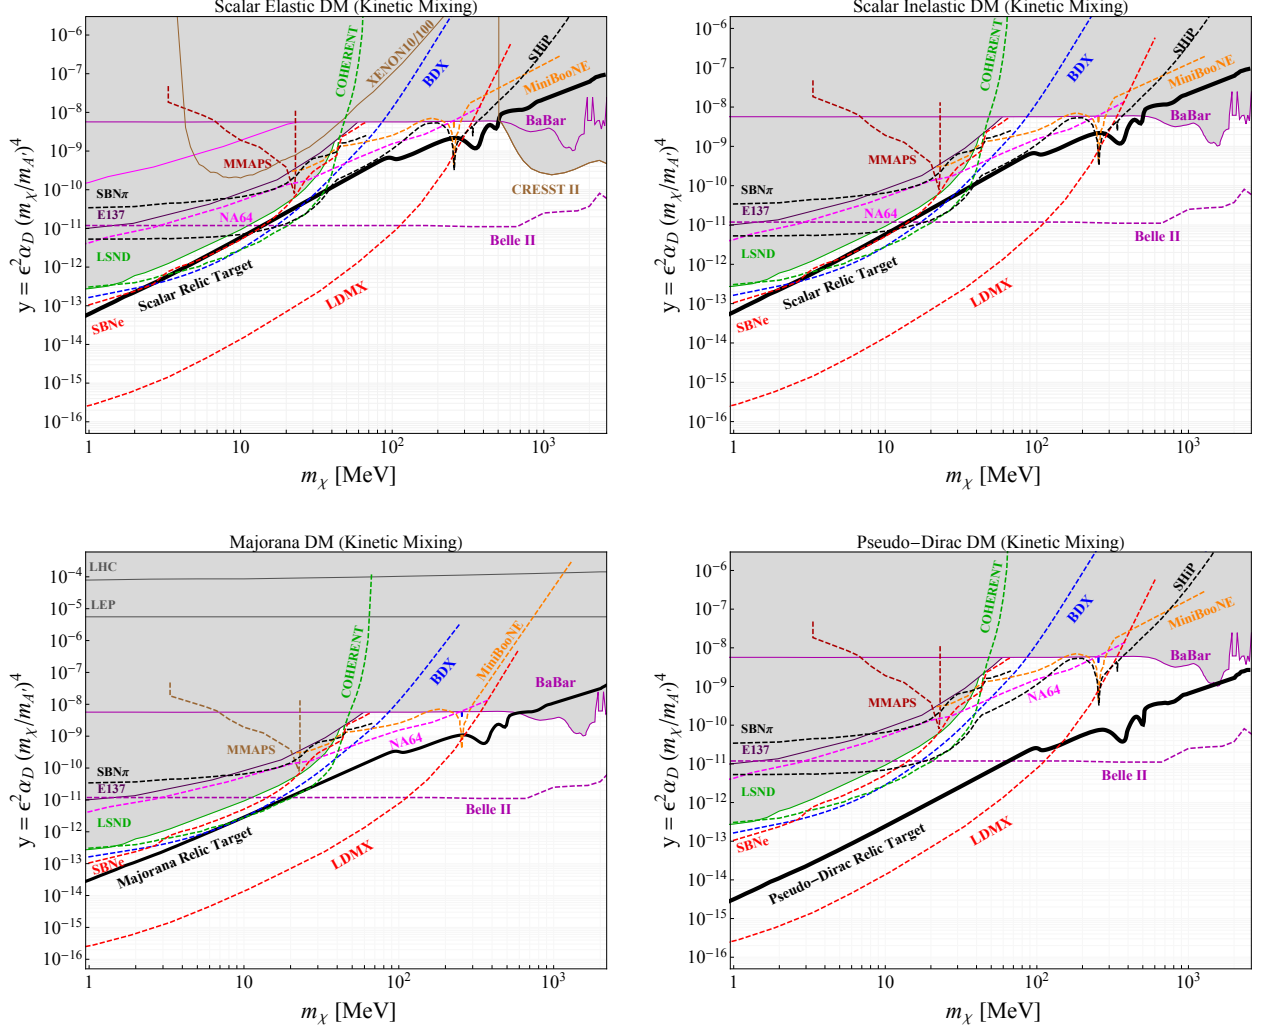 Scalar Elastic DM (Kinetic Mixing)
y = ϵ²α_D (m_χ/m_A')⁴
10⁻⁶
10⁻⁷
10⁻⁸
10⁻⁹
10⁻¹⁰
10⁻¹¹
10⁻¹²
10⁻¹³
10⁻¹⁴
10⁻¹⁵
10⁻¹⁶
COHERENT
XENON10/100
BDX
SHiP
MiniBooNE
BaBar
MMAPS
CRESST II
SBNπ
E137
NA64
Belle II
LSND
Scalar Relic Target
LDMX
SBNe
1
10
10²
10³
m_χ [MeV]
Scalar Inelastic DM (Kinetic Mixing)
y = ϵ²α_D (m_χ/m_A')⁴
10⁻⁶
10⁻⁷
10⁻⁸
10⁻⁹
10⁻¹⁰
10⁻¹¹
10⁻¹²
10⁻¹³
10⁻¹⁴
10⁻¹⁵
10⁻¹⁶
COHERENT
BDX
SHiP
MiniBooNE
BaBar
MMAPS
SBNπ
E137
NA64
Belle II
LSND
Scalar Relic Target
LDMX
SBNe
1
10
10²
10³
m_χ [MeV]
Majorana DM (Kinetic Mixing)
y = ϵ²α_D (m_χ/m_A')⁴
10⁻⁴
10⁻⁵
10⁻⁶
10⁻⁷
10⁻⁸
10⁻⁹
10⁻¹⁰
10⁻¹¹
10⁻¹²
10⁻¹³
10⁻¹⁴
10⁻¹⁵
10⁻¹⁶
LHC
LEP
COHERENT
BDX
MiniBooNE
BaBar
MMAPS
NA64
SBNπ
E137
Belle II
LSND
SBNe
Majorana Relic Target
LDMX
1
10
10²
10³
m_χ [MeV]
Pseudo−Dirac DM (Kinetic Mixing)
y = ϵ²α_D (m_χ/m_A')⁴
10⁻⁶
10⁻⁷
10⁻⁸
10⁻⁹
10⁻¹⁰
10⁻¹¹
10⁻¹²
10⁻¹³
10⁻¹⁴
10⁻¹⁵
10⁻¹⁶
COHERENT
BDX
SHiP
MiniBooNE
BaBar
MMAPS
NA64
SBNπ
E137
Belle II
LSND
SBNe
LDMX
Pseudo−Dirac Relic Target
1
10
10²
10³
m_χ [MeV]